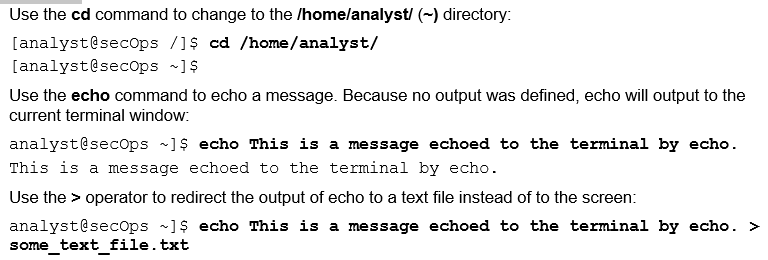 Use the cd command to change to the /home/analyst/ (~) directory:
[analyst@secOps /]$ cd /home/analyst/
[analyst@secOps ~]$
Use the echo command to echo a message. Because no output was defined, echo will output to the
current terminal window:
analyst@secOps ~]$ echo This is a message echoed to the terminal by echo.
This is a message echoed to the terminal by echo.
Use the > operator to redirect the output of echo to a text file instead of to the screen:
analyst@secOps ~]$ echo This is a message echoed to the terminal by echo. >
some_text_file.txt